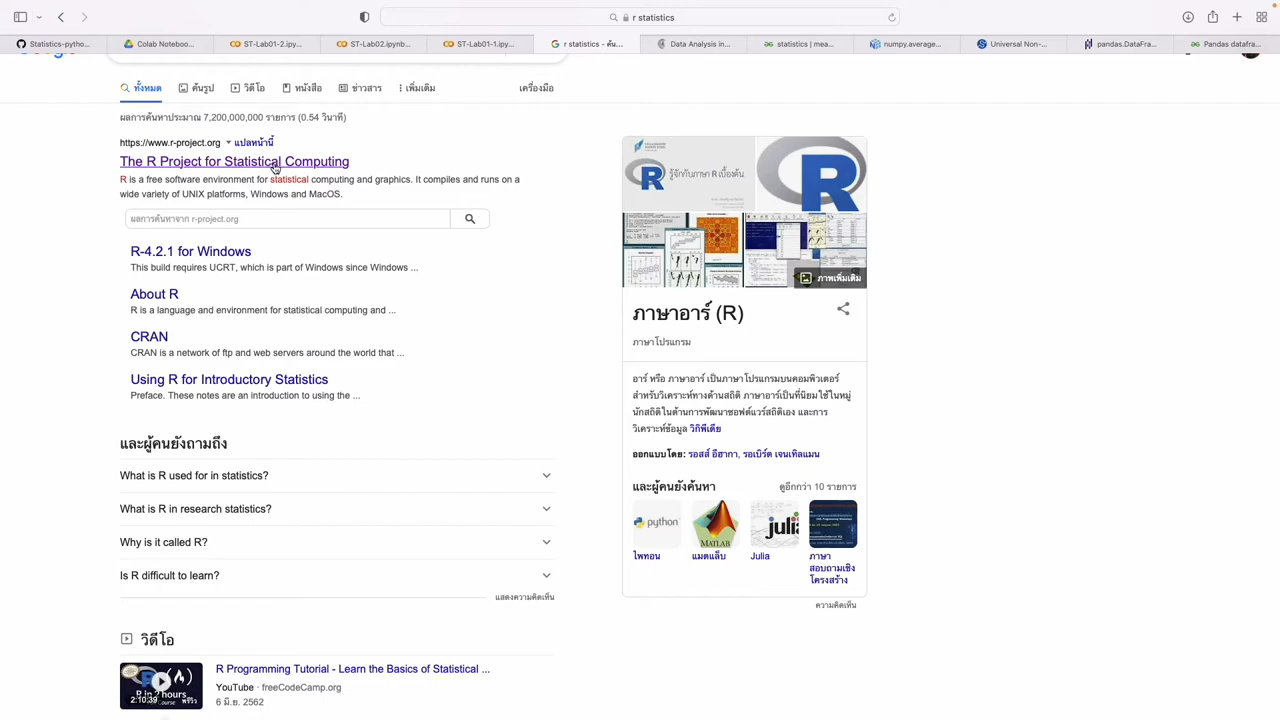 r statistics
Statistics-pytho...
Colab Noteboo...
ST-Lab01-2.ipy...
ST-Lab02.ipynb...
ST-Lab01-1.ipy...
r statistics - ค้น...
Data Analysis in...
statistics | mea...
numpy.average...
Universal Non-...
pandas.DataFra...
Pandas datafra...
ทั้งหมด
ค้นรูป
วิดีโอ
หนังสือ
ข่าวสาร
เพิ่มเติม
เครื่องมือ
ผลการค้นหาประมาณ 7,200,000,000 รายการ (0.54 วินาที)
https://www.r-project.org แปลหน้านี้
The R Project for Statistical Computing
R is a free software environment for statistical computing and graphics. It compiles and runs on a
wide variety of UNIX platforms, Windows and MacOS.
ผลการค้นหาจาก r-project.org
R-4.2.1 for Windows
This build requires UCRT, which is part of Windows since Windows ...
About R
R is a language and environment for statistical computing and ...
CRAN
CRAN is a network of ftp and web servers around the world that ...
Using R for Introductory Statistics
Preface. These notes are an introduction to using the ...
และผู้คนยังถามถึง
What is R used for in statistics?
What is R in research statistics?
Why is it called R?
Is R difficult to learn?
แสดงความคิดเห็น
วิดีโอ
R Programming Tutorial - Learn the Basics of Statistical ...
YouTube · freeCodeCamp.org
6 มิ.ย. 2562
R in 2 hours
2:10:39
พรีวิว
R
รู้จักกับภาษา R เบื้องต้น
R
ภาพเพิ่มเติม
ภาษาอาร์ (R)
ภาษาโปรแกรม
อาร์ หรือ ภาษาอาร์ เป็นภาษาโปรแกรมบนคอมพิวเตอร์
สำหรับวิเคราะห์ทางด้านสถิติ ภาษาอาร์เป็นที่นิยมใช้ในหมู่
นักสถิติในด้านการพัฒนาซอฟต์แวร์สถิติเอง และการ
วิเคราะห์ข้อมูล วิกิพีเดีย
ออกแบบโดย: รอสส์ อีฮากา, รอเบิร์ต เจนเทิลแมน
และผู้คนยังค้นหา
ดูอีกกว่า 10 รายการ
python
MATLAB
julia
ไพทอน
แมตแล็บ
Julia
ภาษา
สอบถามเชิง
โครงสร้าง
ความคิดเห็น